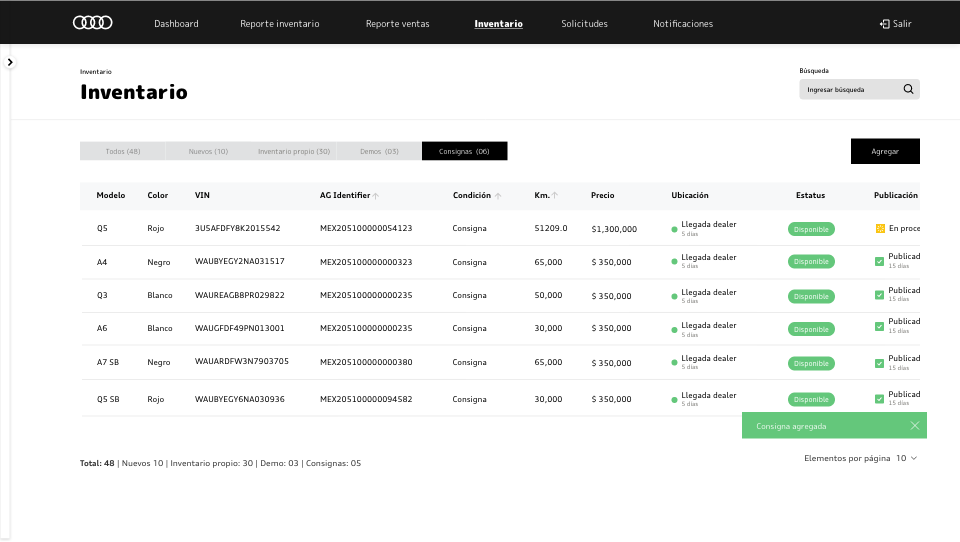 Dashboard Reporte inventario Reporte ventas Inventario Solicitudes Notificaciones Salir
Inventario
Inventario
Búsqueda
Ingresar búsqueda
Todos (48) Nuevos (10) Inventario propio (30) Demos (03) Consignas (06)
Agregar
Modelo Color VIN AG Identifier Condición Km. Precio Ubicación Estatus Publicación
Q5 Rojo 3USAFDFY8K2015542 MEX205100000054123 Consigna 51209.0 $1,300,000 Llegada dealer Disponible En proce
5 días
A4 Negro WAUBYEGY2NA031517 MEX205100000000323 Consigna 65,000 $ 350,000 Llegada dealer Disponible Publicad
5 días 15 días
Q3 Blanco WAUREAGB8PR029822 MEX205100000000235 Consigna 50,000 $ 350,000 Llegada dealer Disponible Publicad
5 días 15 días
A6 Blanco WAUGFDF49PN013001 MEX205100000000235 Consigna 30,000 $ 350,000 Llegada dealer Disponible Publicad
5 días 15 días
A7 SB Negro WAUARDFW3N7903705 MEX205100000000380 Consigna 65,000 $ 350,000 Llegada dealer Disponible Publicad
5 días 15 días
Q5 SB Rojo WAUBYEGY6NA030936 MEX205100000094582 Consigna 30,000 $ 350,000 Llegada dealer Disponible Publicad
5 días 15 días
Consigna agregada
Total: 48 | Nuevos 10 | Inventario propio: 30 | Demo: 03 | Consignas: 05
Elementos por página 10